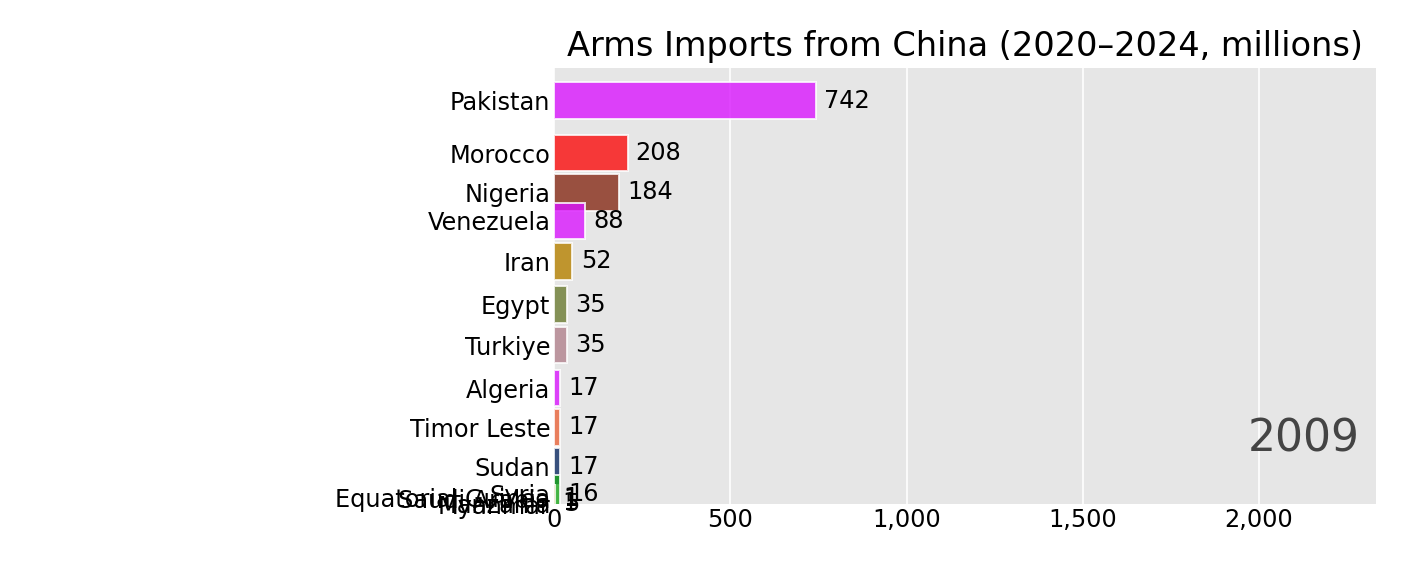 Arms Imports from China (2020–2024, millions)
Pakistan 742
Morocco 208
Nigeria 184
Venezuela 88
Iran 52
Egypt 35
Turkiye 35
Algeria 17
Timor Leste 17
2009
Sudan 17
Syria 16
0 500 1,000 1,500 2,000